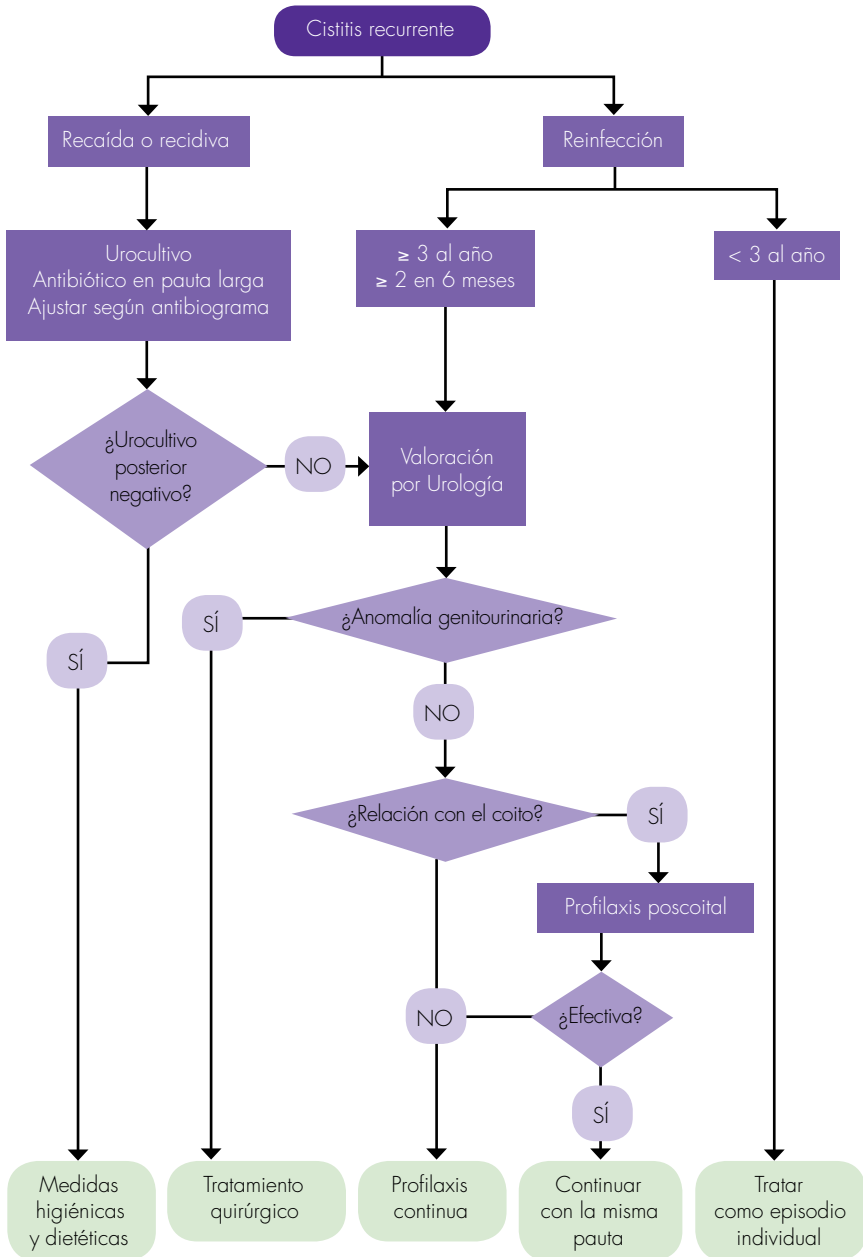 Cistitis recurrente
Recaída o recidiva
Reinfección
Urocultivo
Antibiótico en pauta larga
Ajustar según antibiograma
≥ 3 al año
≥ 2 en 6 meses
< 3 al año
¿Urocultivo
posterior
negativo?
NO
Valoración
por Urología
¿Anomalía genitourinaria?
SÍ
SÍ
NO
¿Relación con el coito?
SÍ
Profilaxis poscoital
NO
¿Efectiva?
SÍ
Medidas
higiénicas
y dietéticas
Tratamiento
quirúrgico
Profilaxis
continua
Continuar
con la misma
pauta
Tratar
como episodio
individual